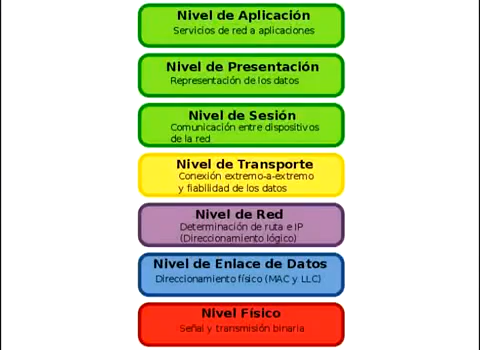 Nivel de Aplicación
Servicios de red a aplicaciones
Nivel de Presentación
Representación de los datos
Nivel de Sesión
Comunicación entre dispositivos
de la red
Nivel de Transporte
Conexión extremo-a-extremo
y fiabilidad de los datos
Nivel de Red
Determinación de ruta e IP
(Direccionamiento lógico)
Nivel de Enlace de Datos
Direccionamiento físico (MAC y LLC)
Nivel Físico
Señal y transmisión binaria